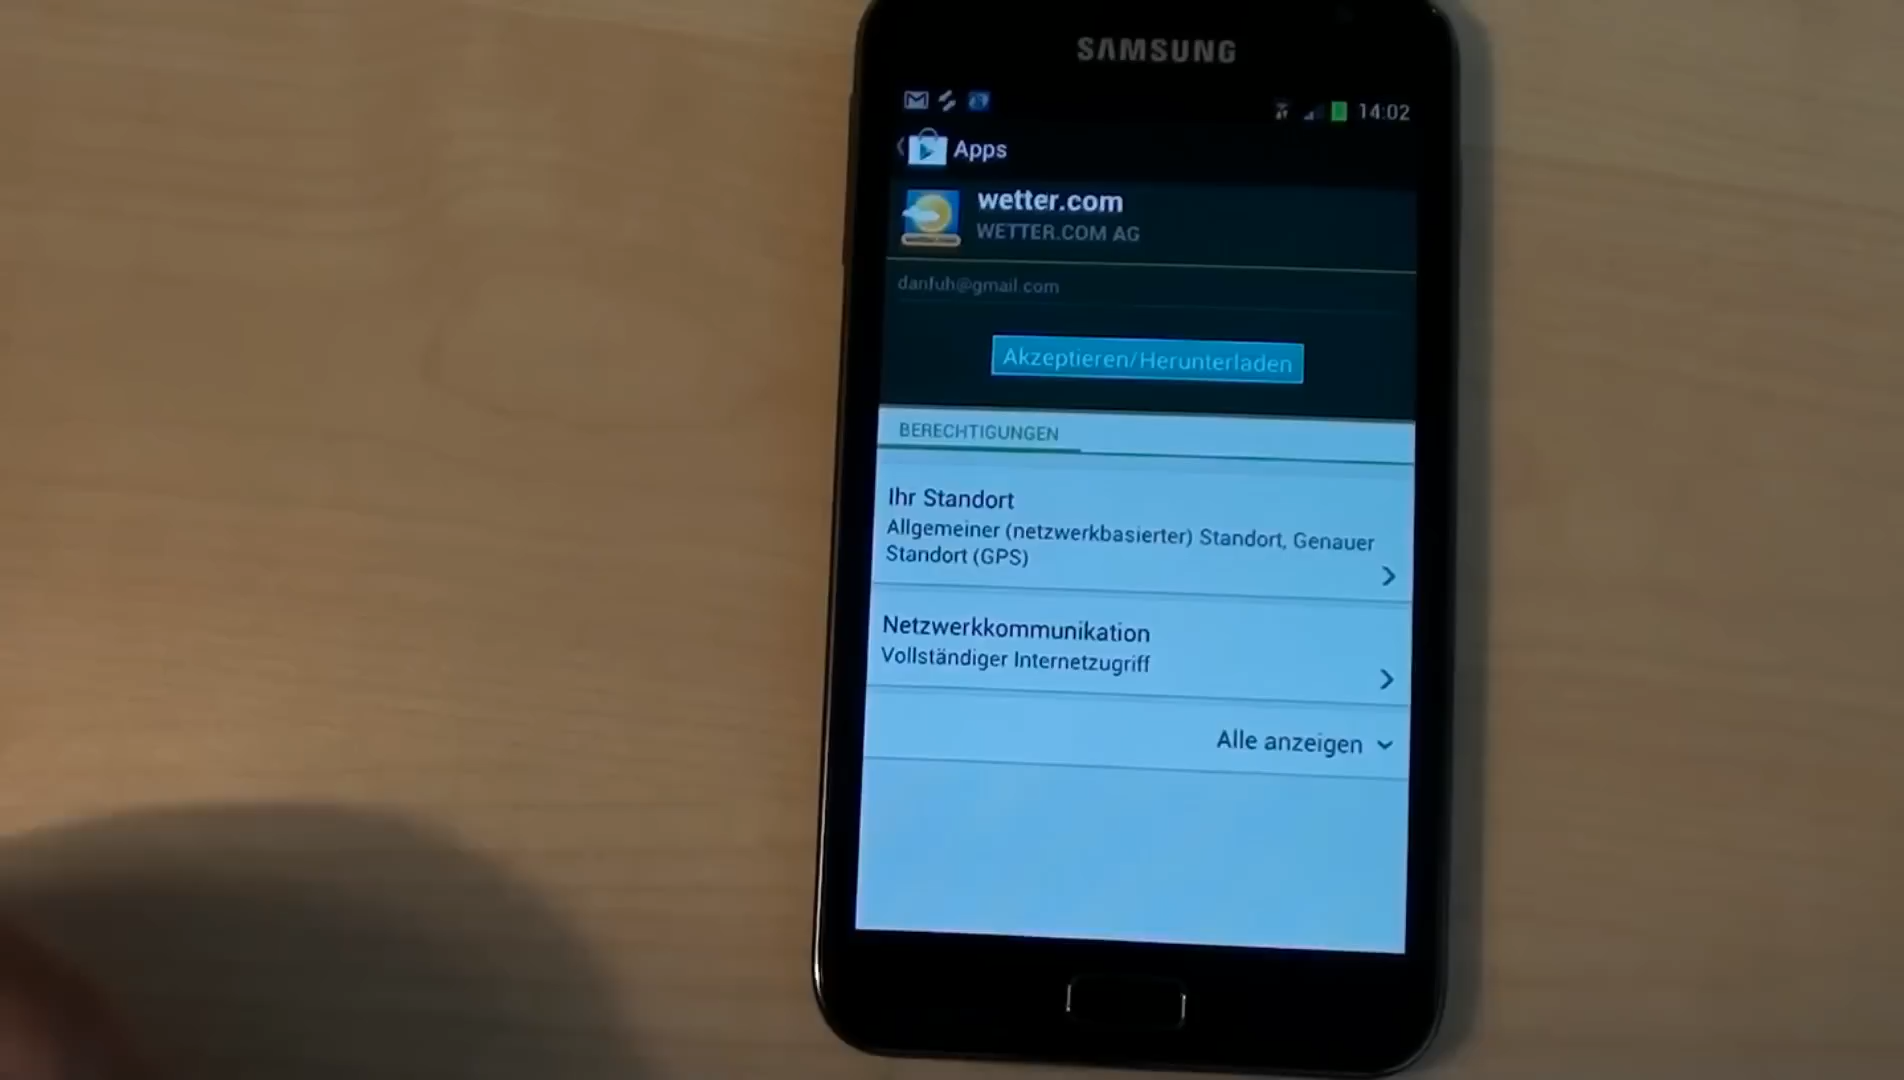 SAMSUNG
14:02
Apps
wetter.com
WETTER.COM AG
danfuh@gmail.com
Akzeptieren/Herunterladen
BERECHTIGUNGEN
Ihr Standort
Allgemeiner (netzwerkbasierter) Standort, Genauer
Standort (GPS)
Netzwerkkommunikation
Vollständiger Internetzugriff
Alle anzeigen